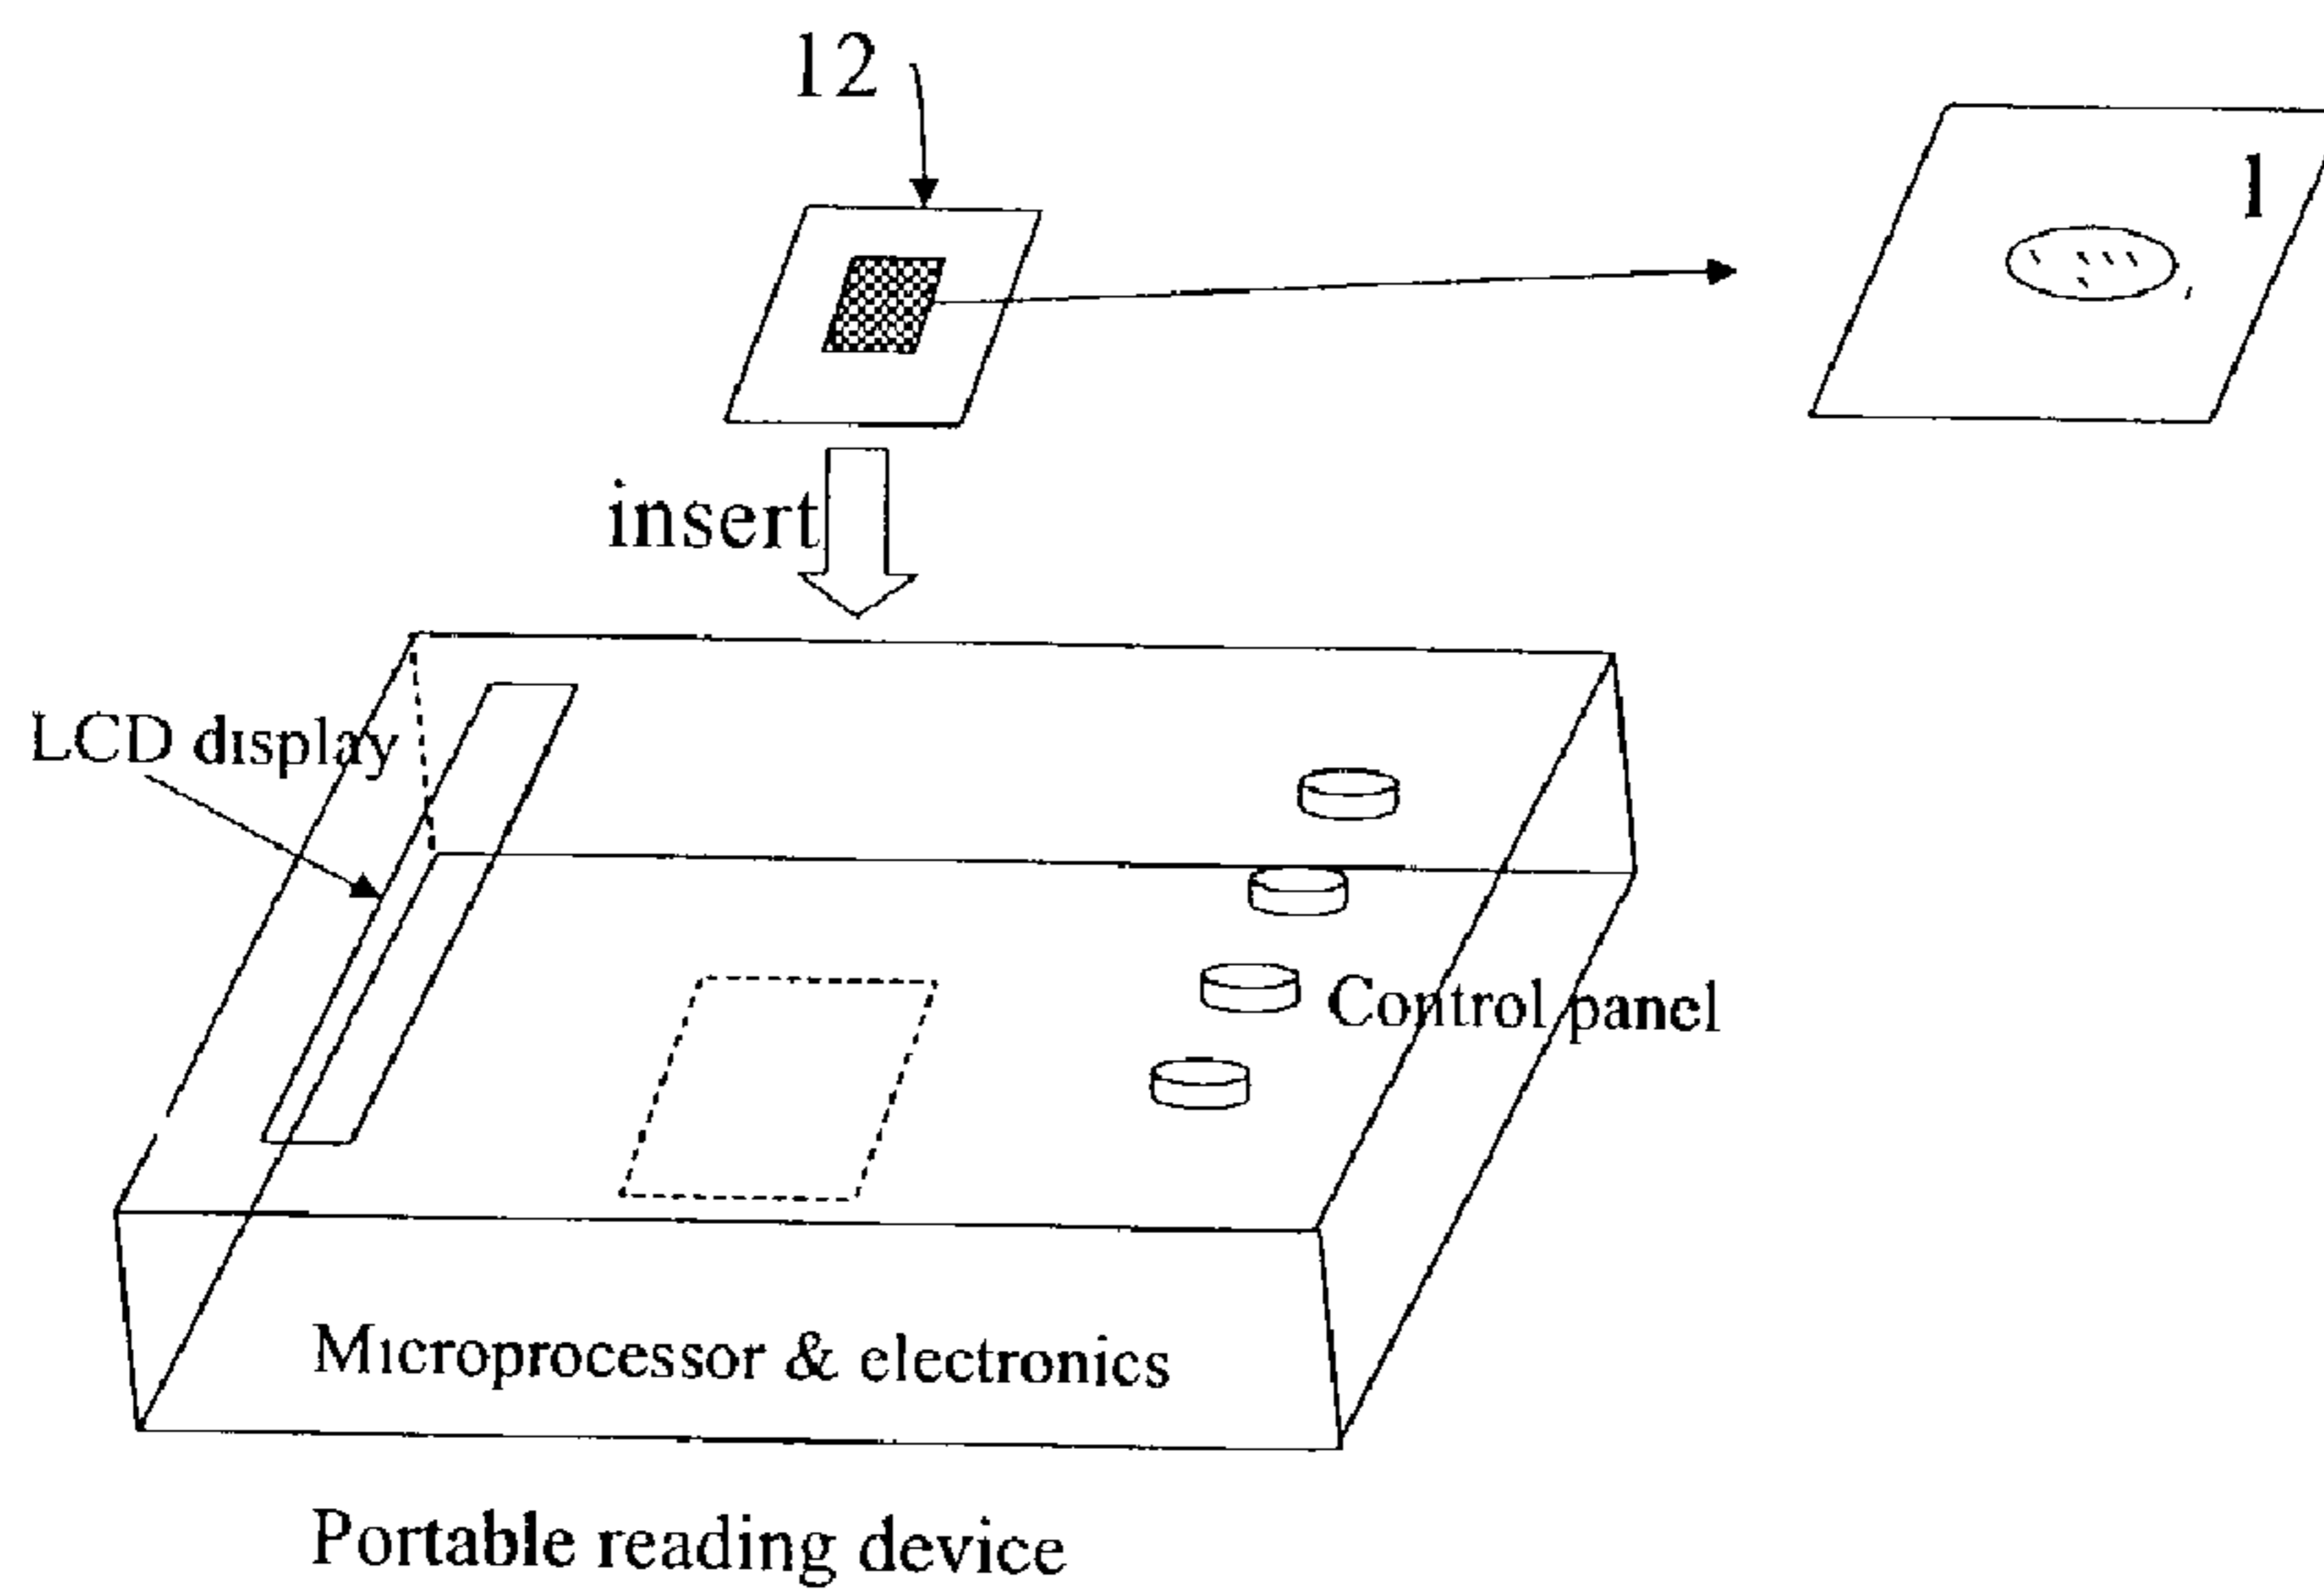 12
1
insert
LCD display
Control panel
Microprocessor & electronics
Portable reading device